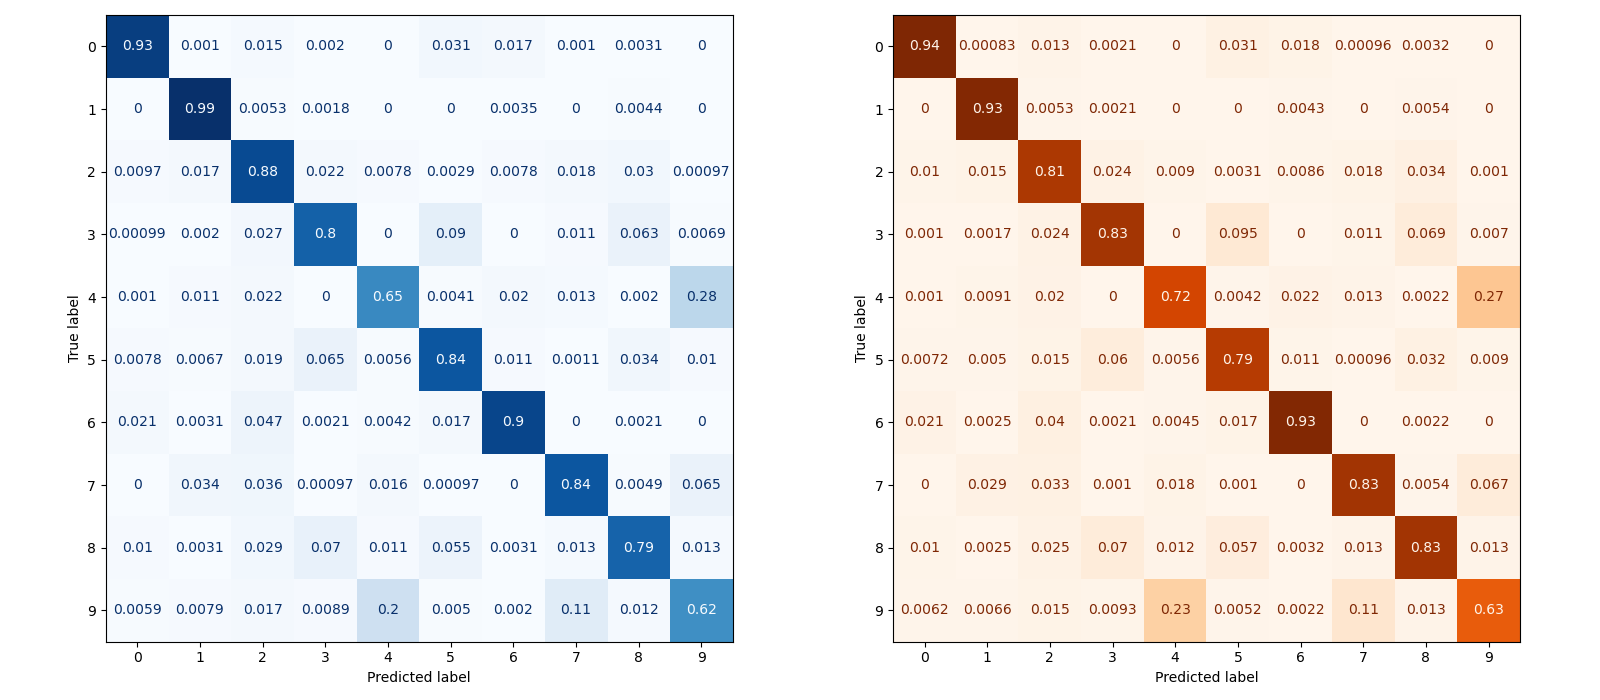 0 0.93 0.001 0.015 0.002 0 0.031 0.017 0.001 0.0031 0
1 0 0.99 0.0053 0.0018 0 0 0.0035 0 0.0044 0
2 0.0097 0.017 0.88 0.022 0.0078 0.0029 0.0078 0.018 0.03 0.00097
3 0.00099 0.002 0.027 0.8 0 0.09 0 0.011 0.063 0.0069
4 0.001 0.011 0.022 0 0.65 0.0041 0.02 0.013 0.002 0.28
5 0.0078 0.0067 0.019 0.065 0.0056 0.84 0.011 0.0011 0.034 0.01
6 0.021 0.0031 0.047 0.0021 0.0042 0.017 0.9 0 0.0021 0
7 0 0.034 0.036 0.00097 0.016 0.00097 0 0.84 0.0049 0.065
8 0.01 0.0031 0.029 0.07 0.011 0.055 0.0031 0.013 0.79 0.013
9 0.0059 0.0079 0.017 0.0089 0.2 0.005 0.002 0.11 0.012 0.62
0 1 2 3 4 5 6 7 8 9
Predicted label
True label
0 0.94 0.00083 0.013 0.0021 0 0.031 0.018 0.00096 0.0032 0
1 0 0.93 0.0053 0.0021 0 0 0.0043 0 0.0054 0
2 0.01 0.015 0.81 0.024 0.009 0.0031 0.0086 0.018 0.034 0.001
3 0.001 0.0017 0.024 0.83 0 0.095 0 0.011 0.069 0.007
4 0.001 0.0091 0.02 0 0.72 0.0042 0.022 0.013 0.0022 0.27
5 0.0072 0.005 0.015 0.06 0.0056 0.79 0.011 0.00096 0.032 0.009
6 0.021 0.0025 0.04 0.0021 0.0045 0.017 0.93 0 0.0022 0
7 0 0.029 0.033 0.001 0.018 0.001 0 0.83 0.0054 0.067
8 0.01 0.0025 0.025 0.07 0.012 0.057 0.0032 0.013 0.83 0.013
9 0.0062 0.0066 0.015 0.0093 0.23 0.0052 0.0022 0.11 0.013 0.63
0 1 2 3 4 5 6 7 8 9
Predicted label
True label